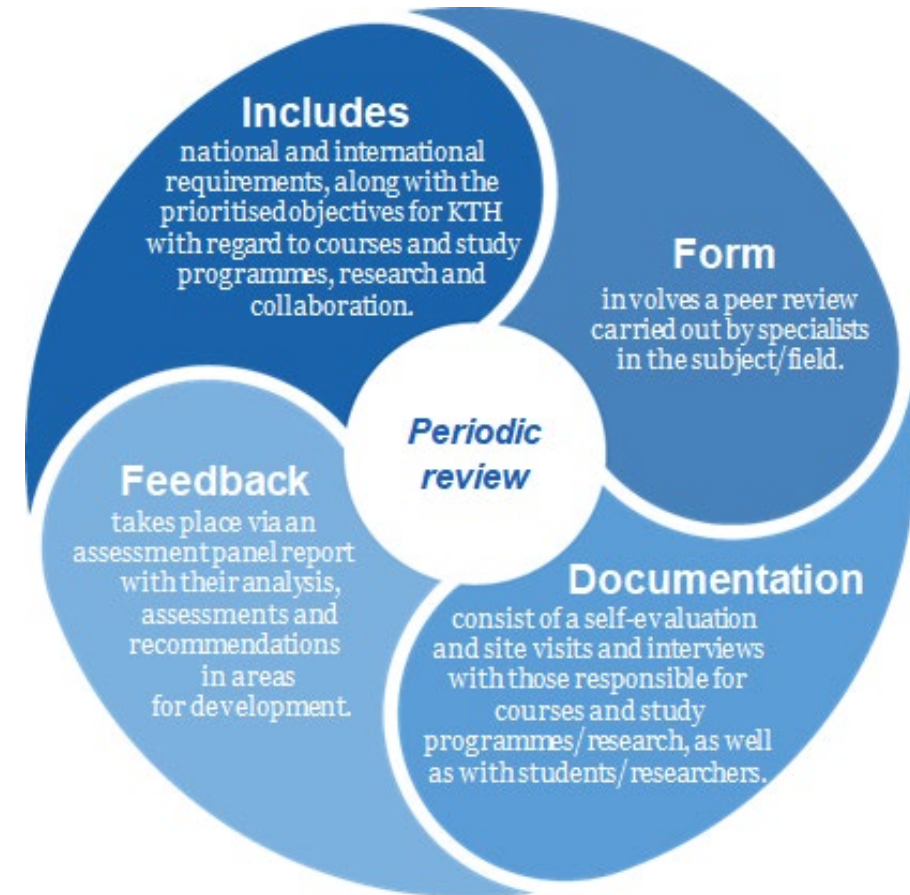 Includes
national and international
requirements, along with the
prioritised objectives for KTH
with regard to courses and study
programmes, research and
collaboration.
Form
involves a peer review
carried out by specialists
in the subject/field.
Periodic
review
Feedback
takes place via an
assessment panel report
with their analysis,
assessments and
recommendations
in areas
for development.
Documentation
consist of a self-evaluation
and site visits and interviews
with those responsible for
courses and study
programmes/research, as well
as with students/researchers.